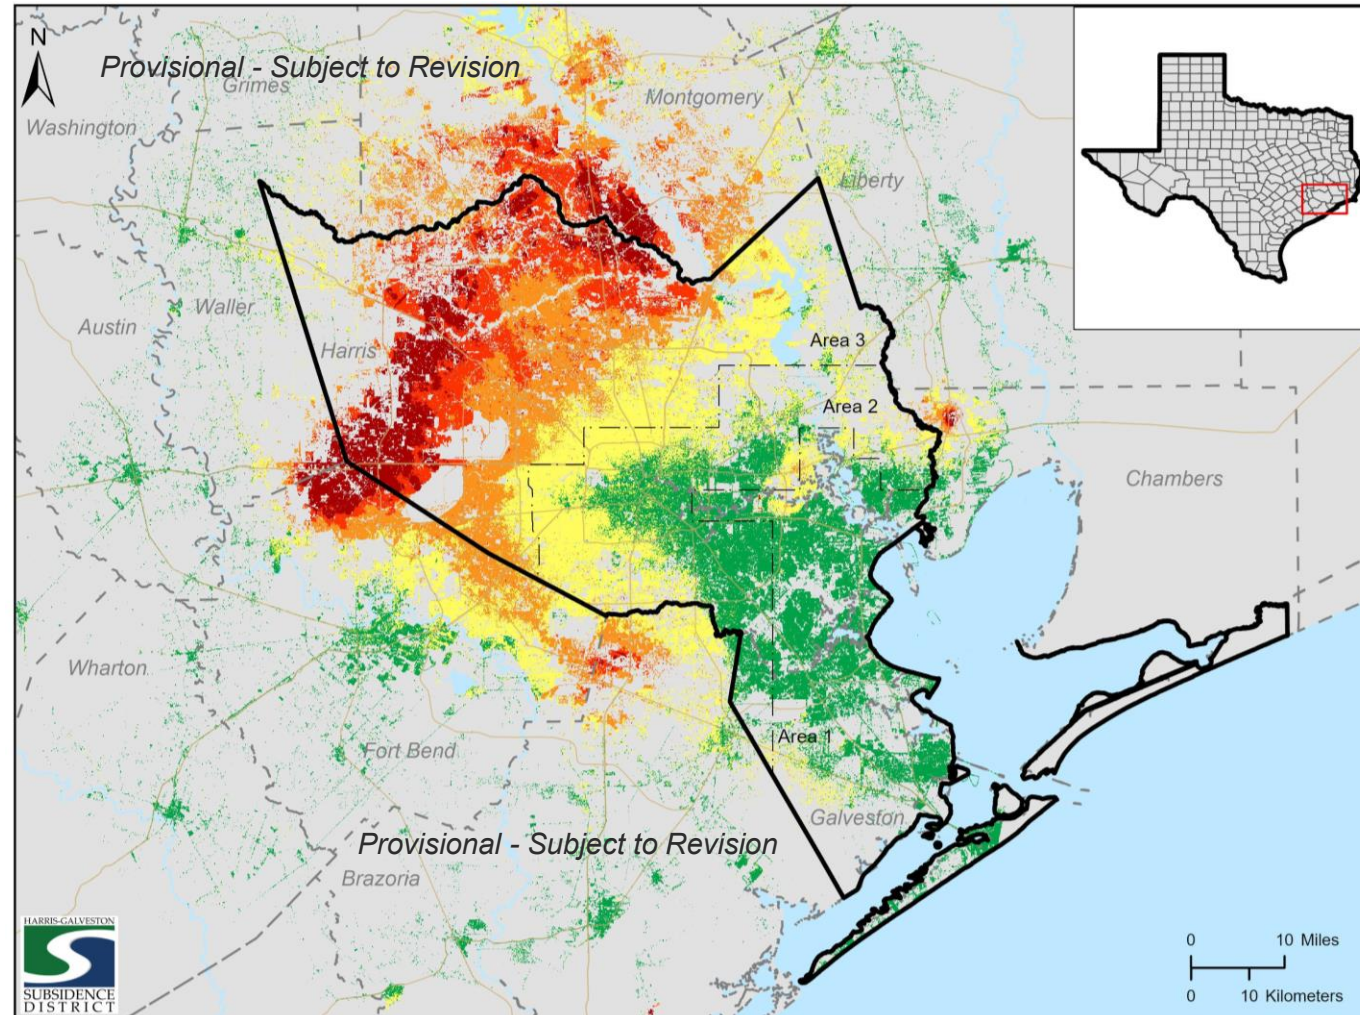 N
Provisional - Subject to Revision
Grimes
Montgomery
Washington
Liberty
Waller
Austin
Harris
Area 3
Area 2
Chambers
Wharton
Area 1
Fort Bend
Galveston
Provisional - Subject to Revision
Brazoria
HARRIS-GALVESTON
SUBSIDENCE
DISTRICT
0 10 Miles
0 10 Kilometers